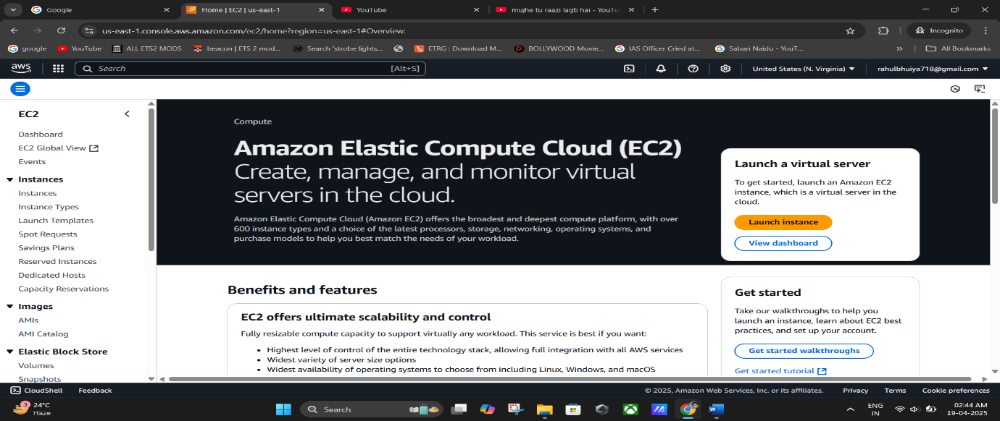 Google
Home | EC2 | us-east-1
YouTube
mujhe tu raazi lagti hai - YouTu
us-east-1.console.aws.amazon.com/ec2/home?region=us-east-1#Overview:
Incognito
google
YouTube
ALL ETS2 MODS
beacon | ETS 2 mod...
Search 'strobe lights...
ETRG : Download M...
BOLLYWOOD Movie...
IAS Officer Cried at...
Sabari Naidu - YouT...
All Bookmarks
aws
Search
[Alt+S]
United States (N. Virginia)
rahulbhuiya718@gmail.com
EC2
Dashboard
EC2 Global View
Events
Instances
Instances
Instance Types
Launch Templates
Spot Requests
Savings Plans
Reserved Instances
Dedicated Hosts
Capacity Reservations
Images
AMIs
AMI Catalog
Elastic Block Store
Volumes
Snapshots
Compute
Amazon Elastic Compute Cloud (EC2)
Create, manage, and monitor virtual
servers in the cloud.
Amazon Elastic Compute Cloud (Amazon EC2) offers the broadest and deepest compute platform, with over
600 instance types and a choice of the latest processors, storage, networking, operating systems, and
purchase models to help you best match the needs of your workload.
Launch a virtual server
To get started, launch an Amazon EC2
instance, which is a virtual server in the
cloud.
Launch instance
View dashboard
Benefits and features
EC2 offers ultimate scalability and control
Fully resizable compute capacity to support virtually any workload. This service is best if you want:
• Highest level of control of the entire technology stack, allowing full integration with all AWS services
• Widest variety of server size options
• Widest availability of operating systems to choose from including Linux, Windows, and macOS
Get started
Take our walkthroughs to help you
launch an instance, learn about EC2 best
practices, and set up your account.
Get started walkthroughs
Get started tutorial
CloudShell
Feedback
© 2025, Amazon Web Services, Inc. or its affiliates.
Privacy
Terms
Cookie preferences
3
24°C
Haze
Search
ENG
IN
02:44 AM
19-04-2025